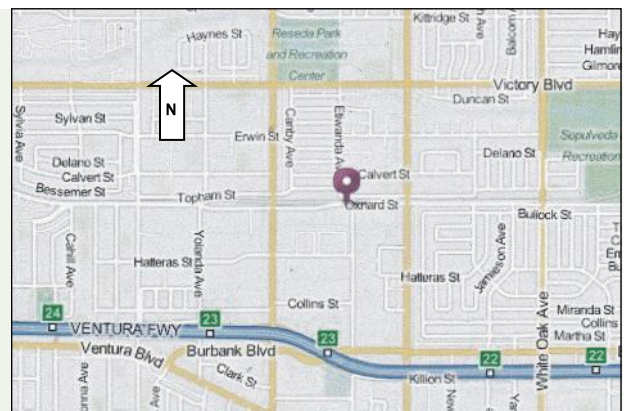 Haynes St
Reseda Park
and Recreation
Center
Kittridge St
Balcom
Hay
Hamlin
Gilmore
N
Victory Blvd
Duncan St
Sylvia Ave
Sylvan St
Erwin St
Canby Ave
Etiwanda Av
Sepulveda
Recreation
Delano St
Calvert St
Bessemer St
Delano St
Calvert St
Topham St
Oxnard St
Bullock St
Cahill Ave
Yolanda Ave
Hatteras St
Hatteras St
Jamieson Ave
White Oak Ave
Collins St
Miranda St
Collins
Martha St
24
VENTURA FWY
23
23
22
22
Ventura Blvd
Burbank Blvd
Clark St
Killion St